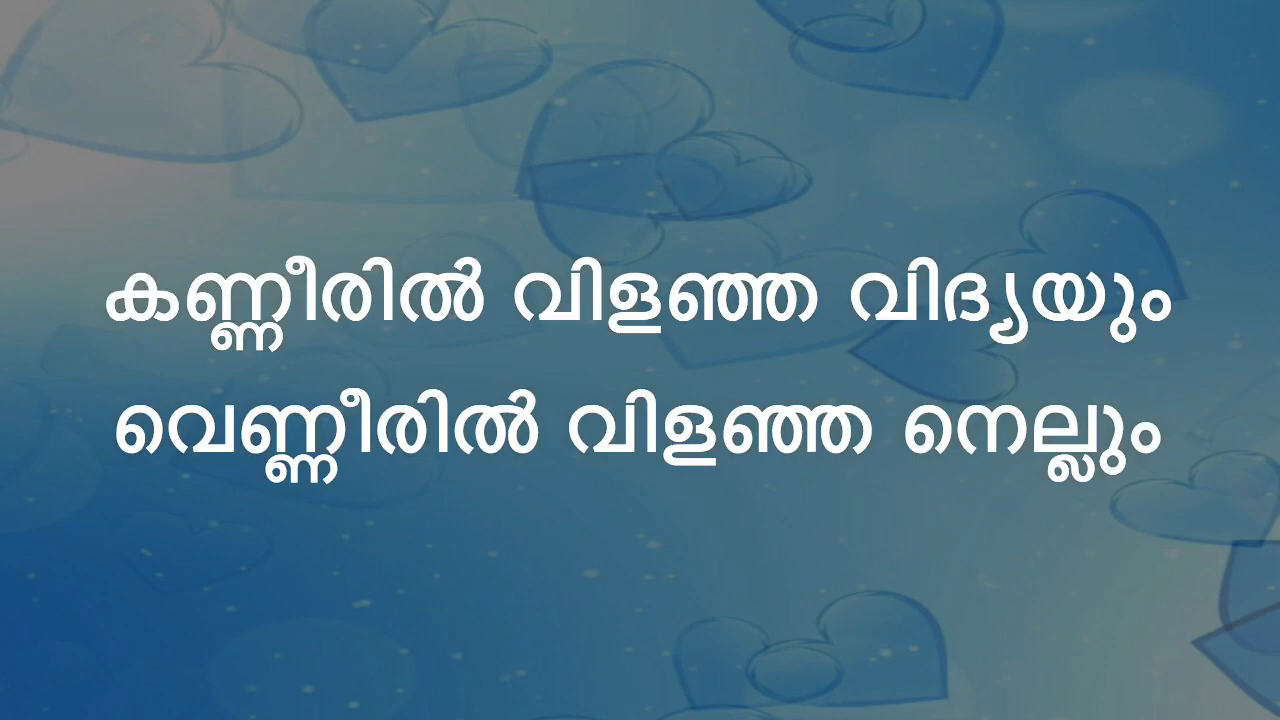 കണ്ണീരിൽ വിളഞ്ഞ വിദ്യയും
വെണ്ണീരിൽ വിളഞ്ഞ നെല്ലും